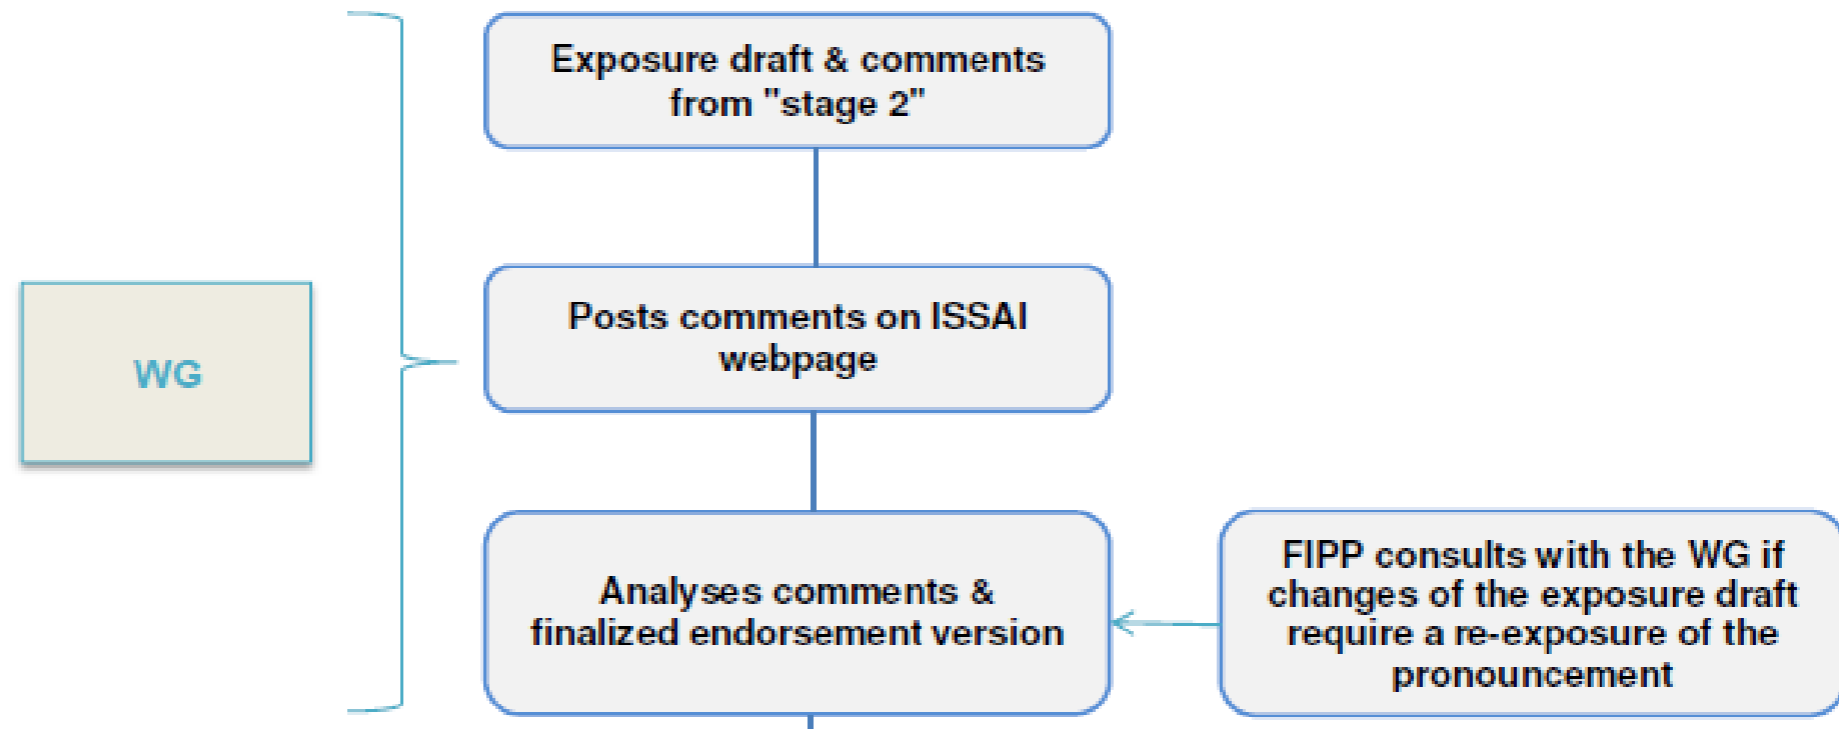 Exposure draft & comments
from "stage 2"
Posts comments on ISSAI
webpage
WG
Analyses comments &
finalized endorsement version
FIPP consults with the WG if
changes of the exposure draft
require a re-exposure of the
pronouncement